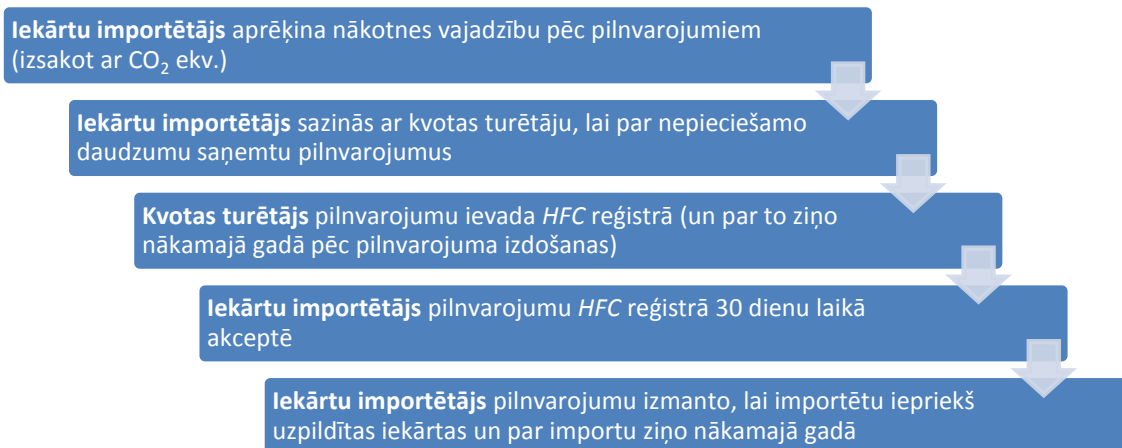 Iekārtu importētājs aprēķina nākotnes vajadzību pēc pilnvarojumiem
(izsakot ar CO₂ ekv.)
Iekārtu importētājs sazinās ar kvotas turētāju, lai par nepieciešamo
daudzumu saņemtu pilnvarojumus
Kvotas turētājs pilnvarojumu ievada HFC reģistrā (un par to ziņo
nākamajā gadā pēc pilnvarojuma izdošanas)
Iekārtu importētājs pilnvarojumu HFC reģistrā 30 dienu laikā
akceptē
Iekārtu importētājs pilnvarojumu izmanto, lai importētu iepriekš
uzpildītas iekārtas un par importu ziņo nākamajā gadā